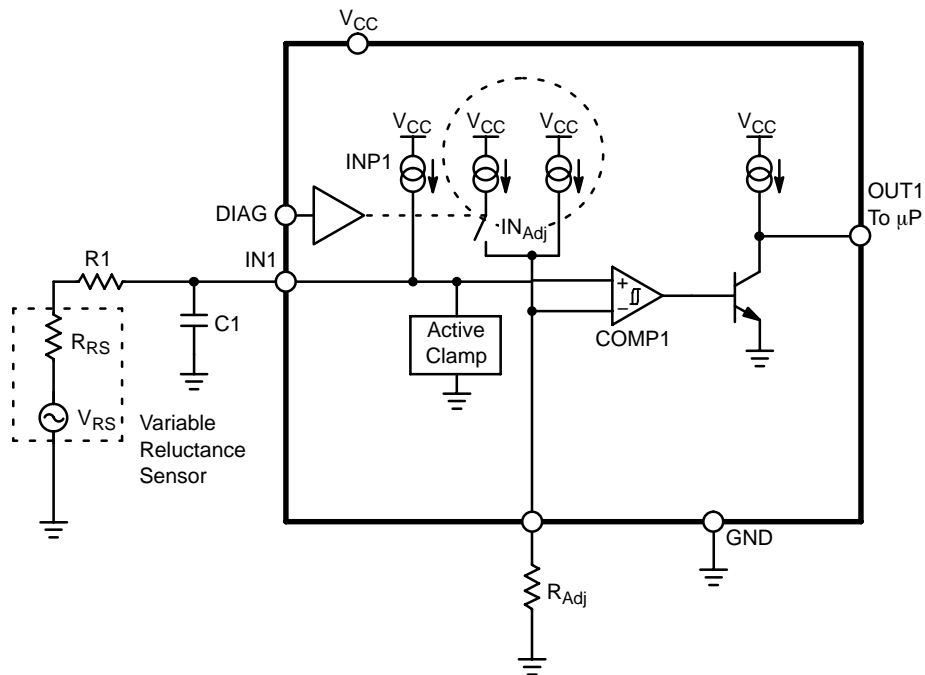 VCC
VCC
VCC
VCC
VCC
INP1
DIAG
INAdj
OUT1
To μP
IN1
R1
C1
+
−
COMP1
Active
Clamp
RRS
VRS
Variable
Reluctance
Sensor
GND
RAdj